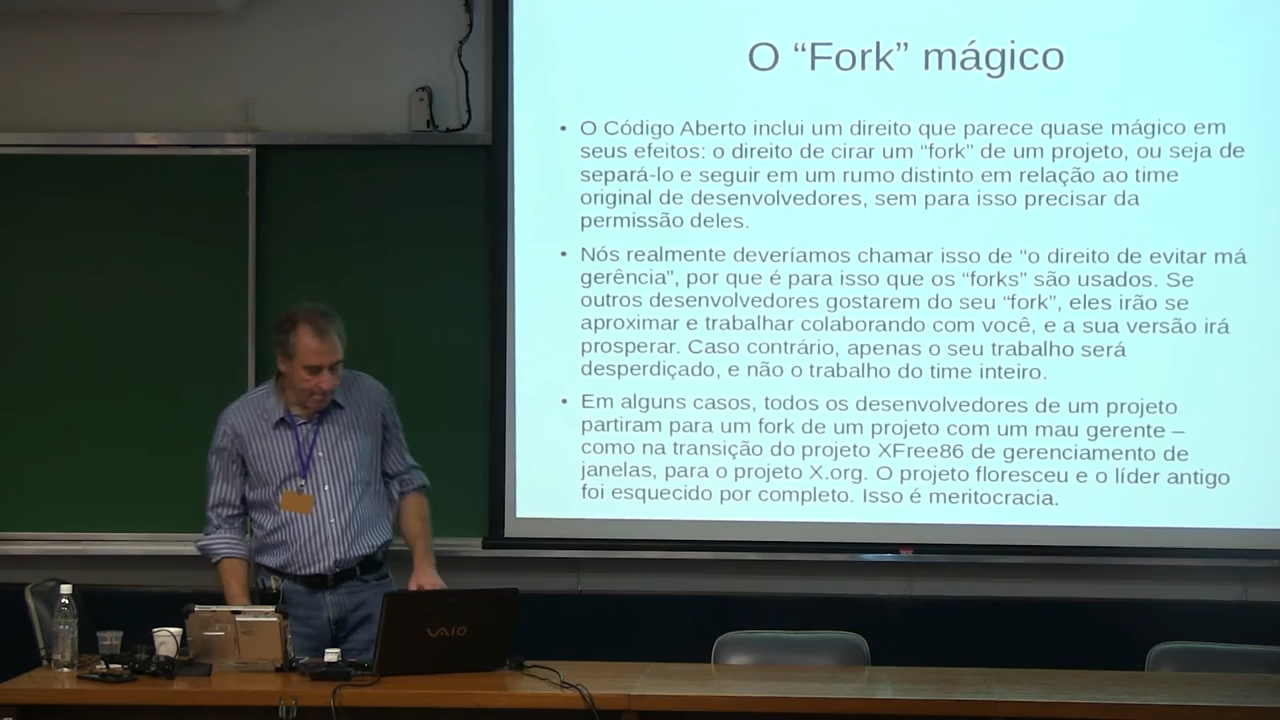 O “Fork” mágico
• O Código Aberto inclui um direito que parece quase mágico em
seus efeitos: o direito de cirar um “fork” de um projeto, ou seja de
separá-lo e seguir em um rumo distinto em relação ao time
original de desenvolvedores, sem para isso precisar da
permissão deles.
• Nós realmente deveríamos chamar isso de “o direito de evitar má
gerência”, por que é para isso que os “forks” são usados. Se
outros desenvolvedores gostarem do seu “fork”, eles irão se
aproximar e trabalhar colaborando com você, e a sua versão irá
prosperar. Caso contrário, apenas o seu trabalho será
desperdiçado, e não o trabalho do time inteiro.
• Em alguns casos, todos os desenvolvedores de um projeto
partiram para um fork de um projeto com um mau gerente –
como na transição do projeto XFree86 de gerenciamento de
janelas, para o projeto X.org. O projeto floresceu e o líder antigo
foi esquecido por completo. Isso é meritocracia.
VAIO